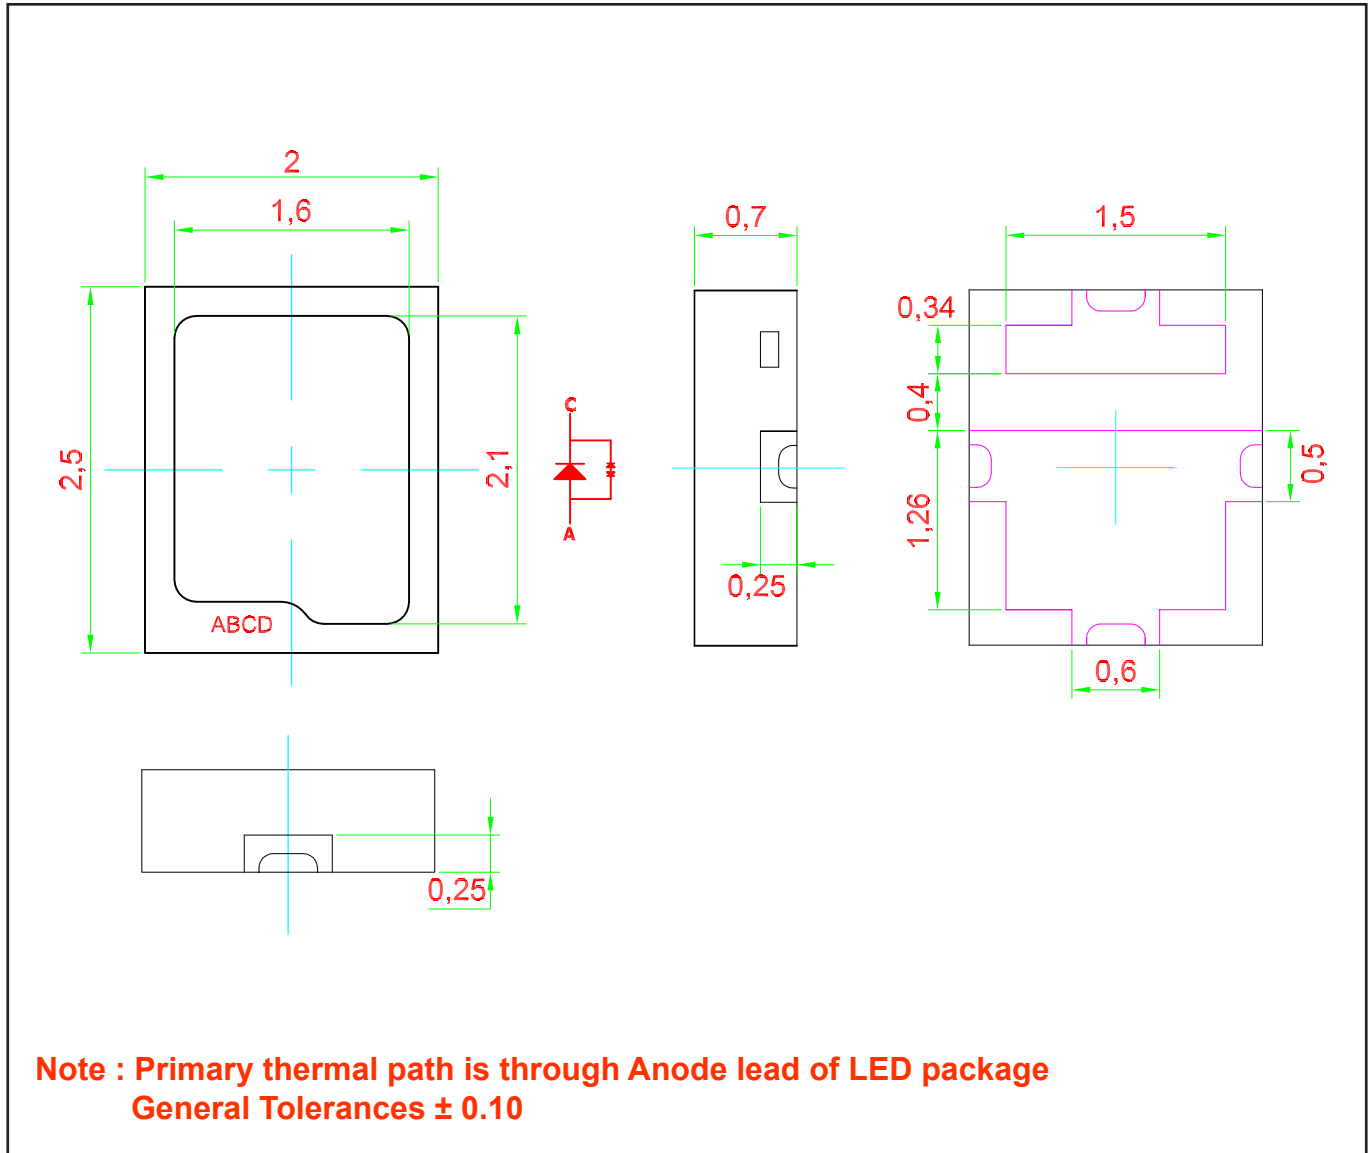 2
1,6
2,5
2,1
ABCD
C
A
0,7
0,25
1,5
0,34
0,4
1,26
0,5
0,6
0,25
Note : Primary thermal path is through Anode lead of LED package
General Tolerances ± 0.10